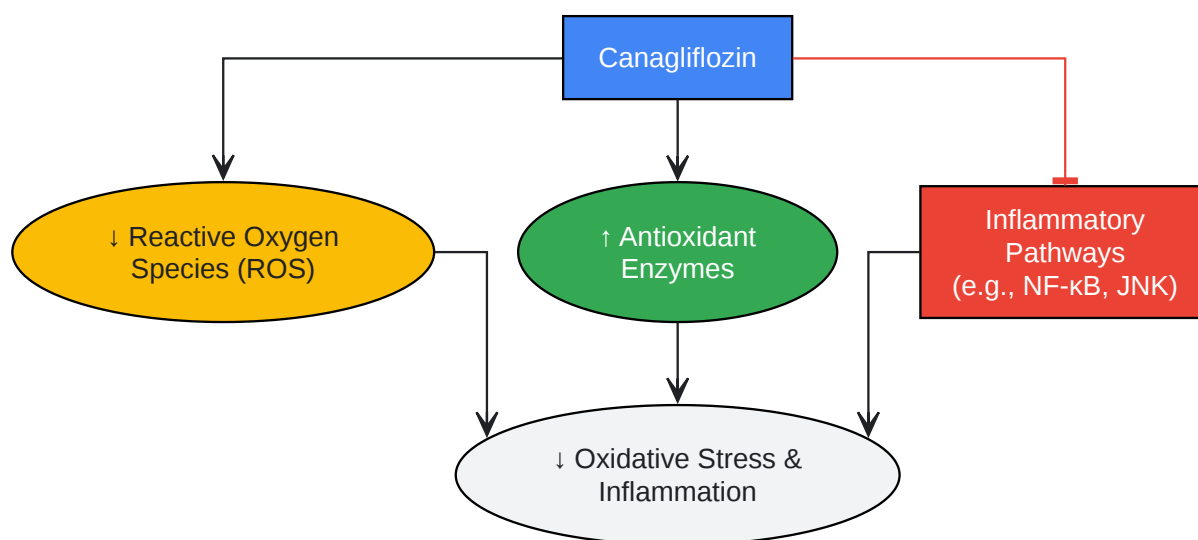 Canagliflozin
↓ Reactive Oxygen
Species (ROS)
↑ Antioxidant
Enzymes
Inflammatory
Pathways
(e.g., NF-κB, JNK)
↓ Oxidative Stress &
Inflammation